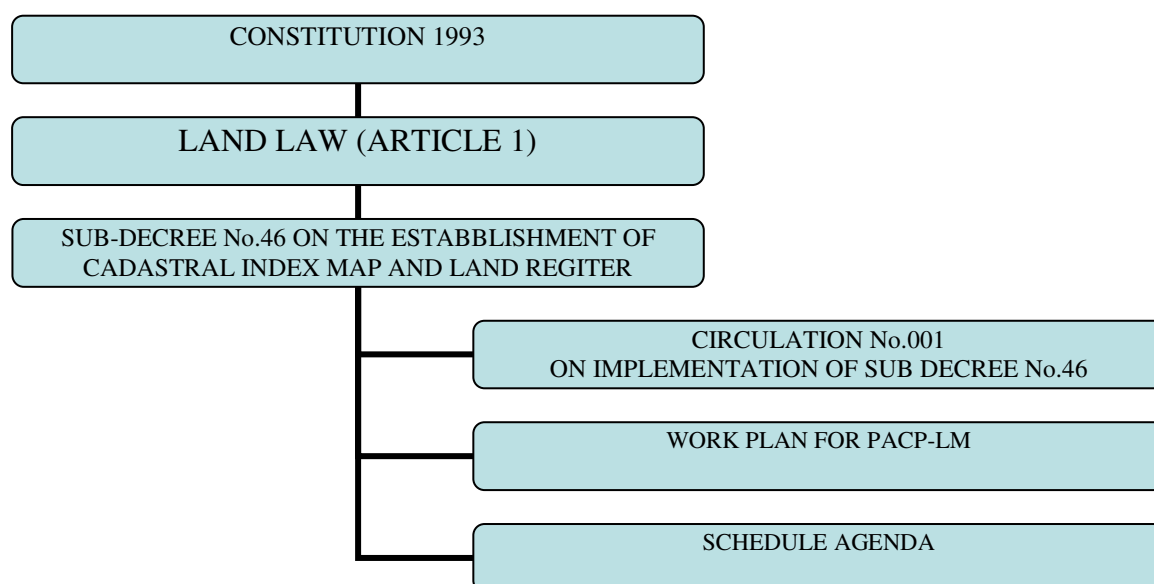 CONSTITUTION 1993
LAND LAW (ARTICLE 1)
SUB-DECREE No.46 ON THE ESTABBLISHMENT OF
CADASTRAL INDEX MAP AND LAND REGITER
CIRCULATION No.001
ON IMPLEMENTATION OF SUB DECREE No.46
WORK PLAN FOR PACP-LM
SCHEDULE AGENDA